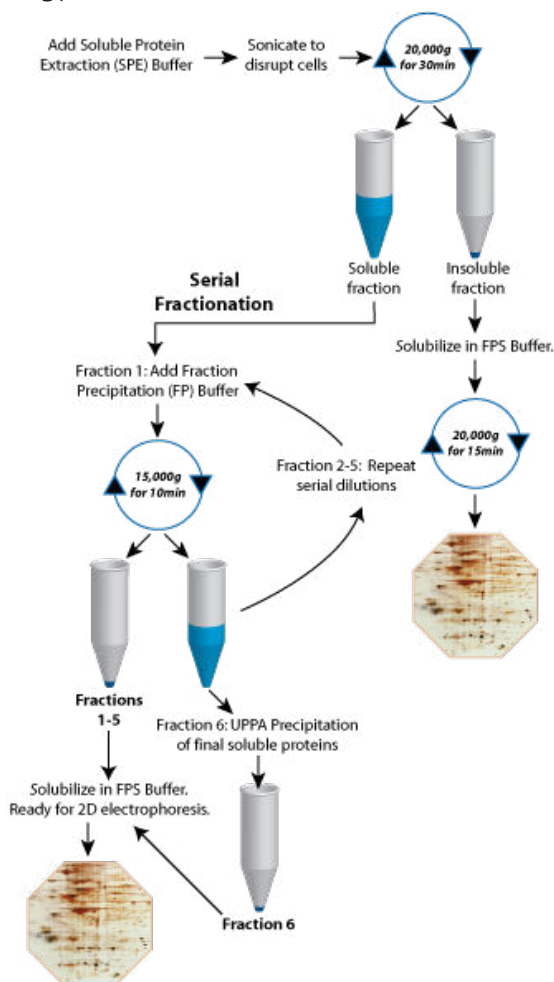 Add Soluble Protein
Extraction (SPE) Buffer
Sonicate to
disrupt cells
20,000g
for 30min
Soluble
fraction
Insoluble
fraction
Serial
Fractionation
Solubilize in FPS Buffer.
Fraction 1: Add Fraction
Precipitation (FP) Buffer
20,000g
for 15min
Fraction 2-5: Repeat
serial dilutions
15,000g
for 10min
Fractions
1-5
Fraction 6: UPPA Precipitation
of final soluble proteins
Solubilize in FPS Buffer.
Ready for 2D electrophoresis.
Fraction 6